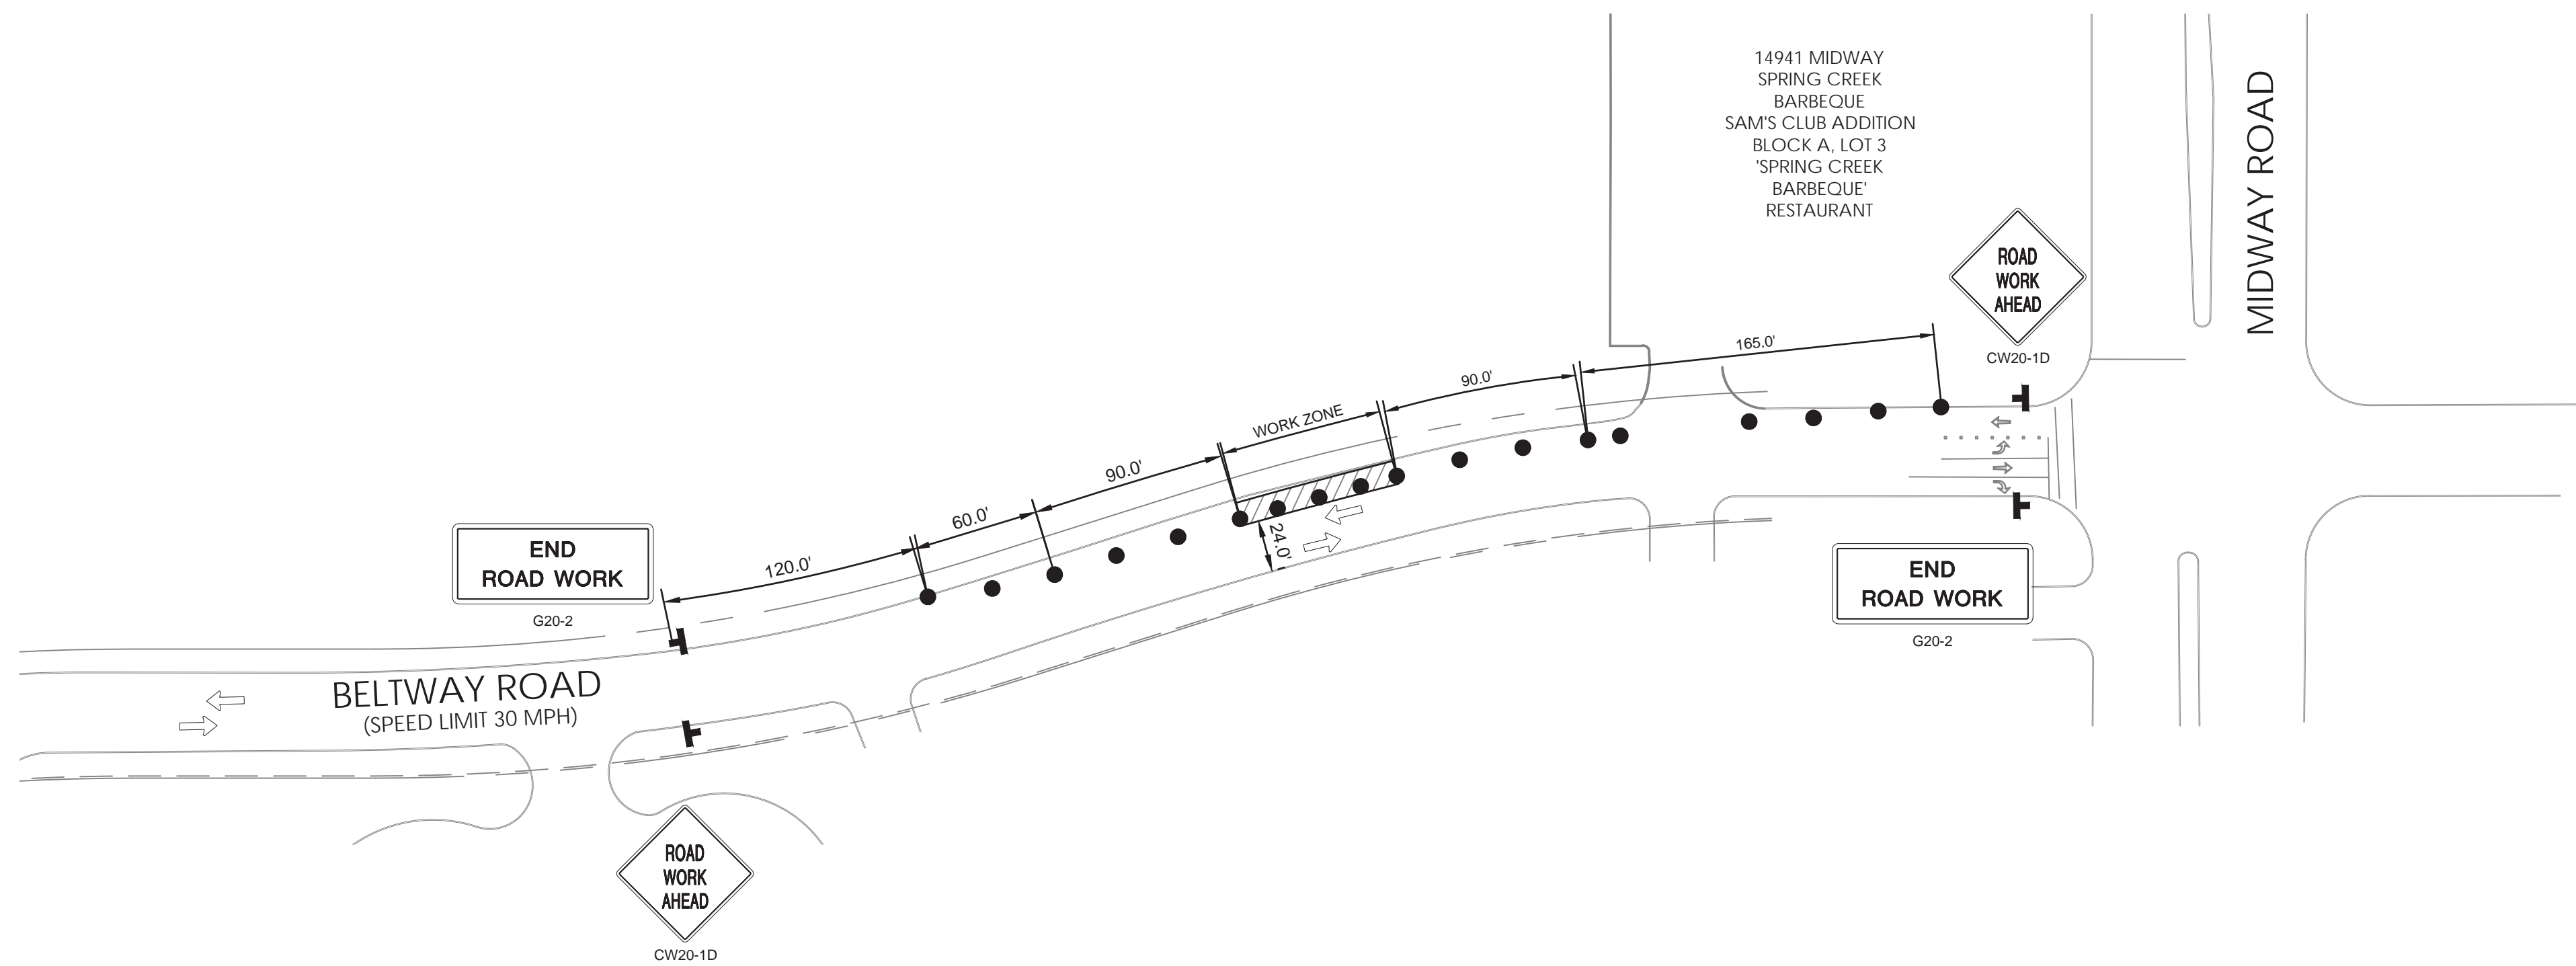 14941 MIDWAY
SPRING CREEK
BARBEQUE
SAM'S CLUB ADDITION
BLOCK A, LOT 3
'SPRING CREEK
BARBEQUE'
RESTAURANT
MIDWAY ROAD
ROAD
WORK
AHEAD
CW20-1D
165.0'
90.0'
WORK ZONE
90.0'
60.0'
120.0'
24.0'
END
ROAD WORK
G20-2
END
ROAD WORK
G20-2
BELTWAY ROAD
(SPEED LIMIT 30 MPH)
ROAD
WORK
AHEAD
CW20-1D